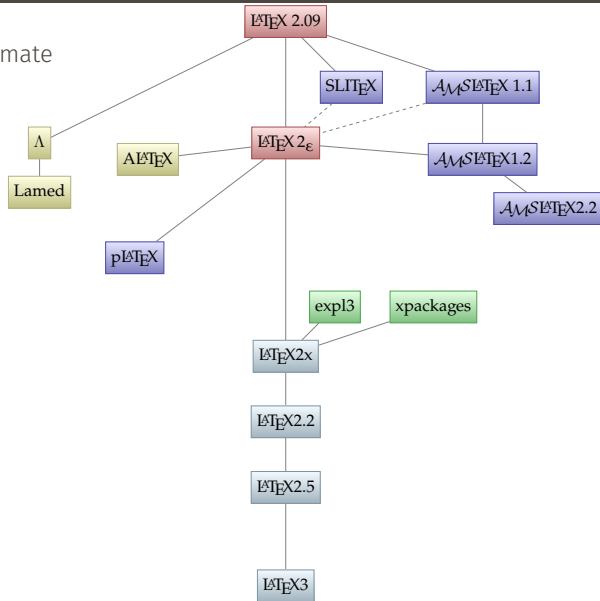 LATEX 2.09
mate
SLITEX
AMSLATEX 1.1
Λ
ALATEX
LATEX 2ε
AMSLATEX1.2
Lamed
AMSLATEX2.2
pLATEX
expl3
xpackages
LATEX2x
LATEX2.2
LATEX2.5
LATEX3